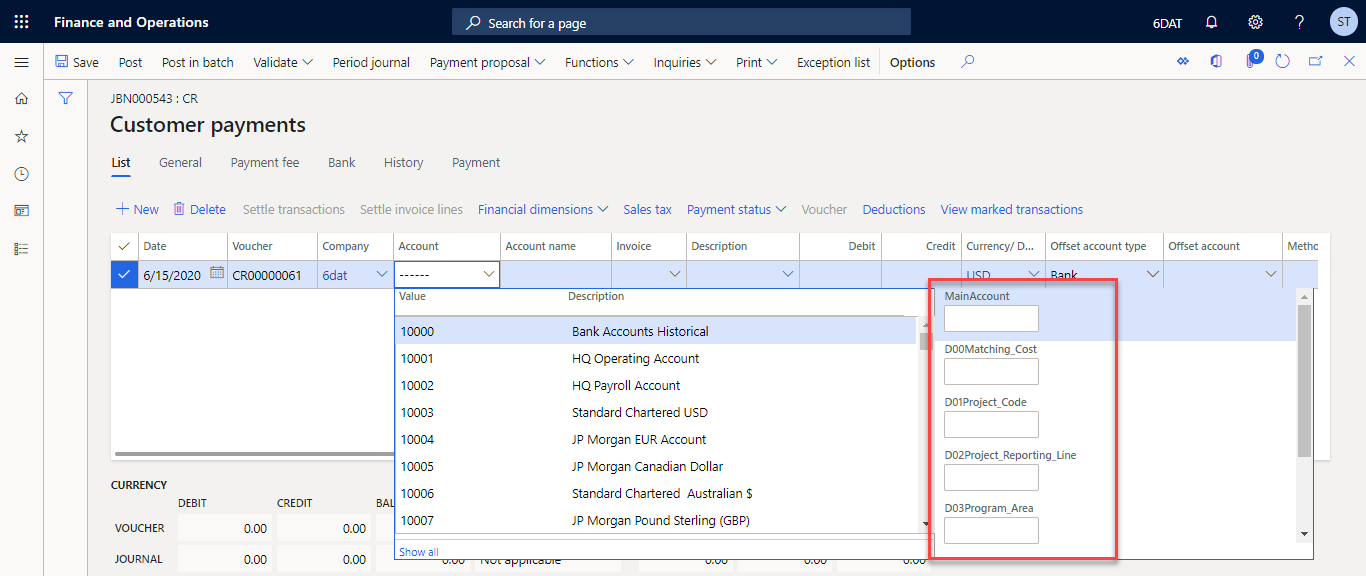 Finance and Operations
Search for a page
6DAT
ST
Save Post Post in batch Validate Period journal Payment proposal Functions Inquiries Print Exception list Options
0
JBN000543 : CR
Customer payments
List General Payment fee Bank History Payment
New Delete Settle transactions Settle invoice lines Financial dimensions Sales tax Payment status Voucher Deductions View marked transactions
Date Voucher Company Account Account name Invoice Description Debit Credit Currency/ D... Offset account type Offset account Metho
6/15/2020 CR00000061 6dat ------ USD Bank
Value Description
10000 Bank Accounts Historical
10001 HQ Operating Account
10002 HQ Payroll Account
10003 Standard Chartered USD
10004 JP Morgan EUR Account
10005 JP Morgan Canadian Dollar
10006 Standard Chartered Australian $
10007 JP Morgan Pound Sterling (GBP)
Show all
MainAccount
D00Matching_Cost
D01Project_Code
D02Project_Reporting_Line
D03Program_Area
CURRENCY
DEBIT CREDIT BAL
VOUCHER 0.00 0.00
JOURNAL 0.00 0.00 0.00 Not applicable 0.00 0.00 0.00